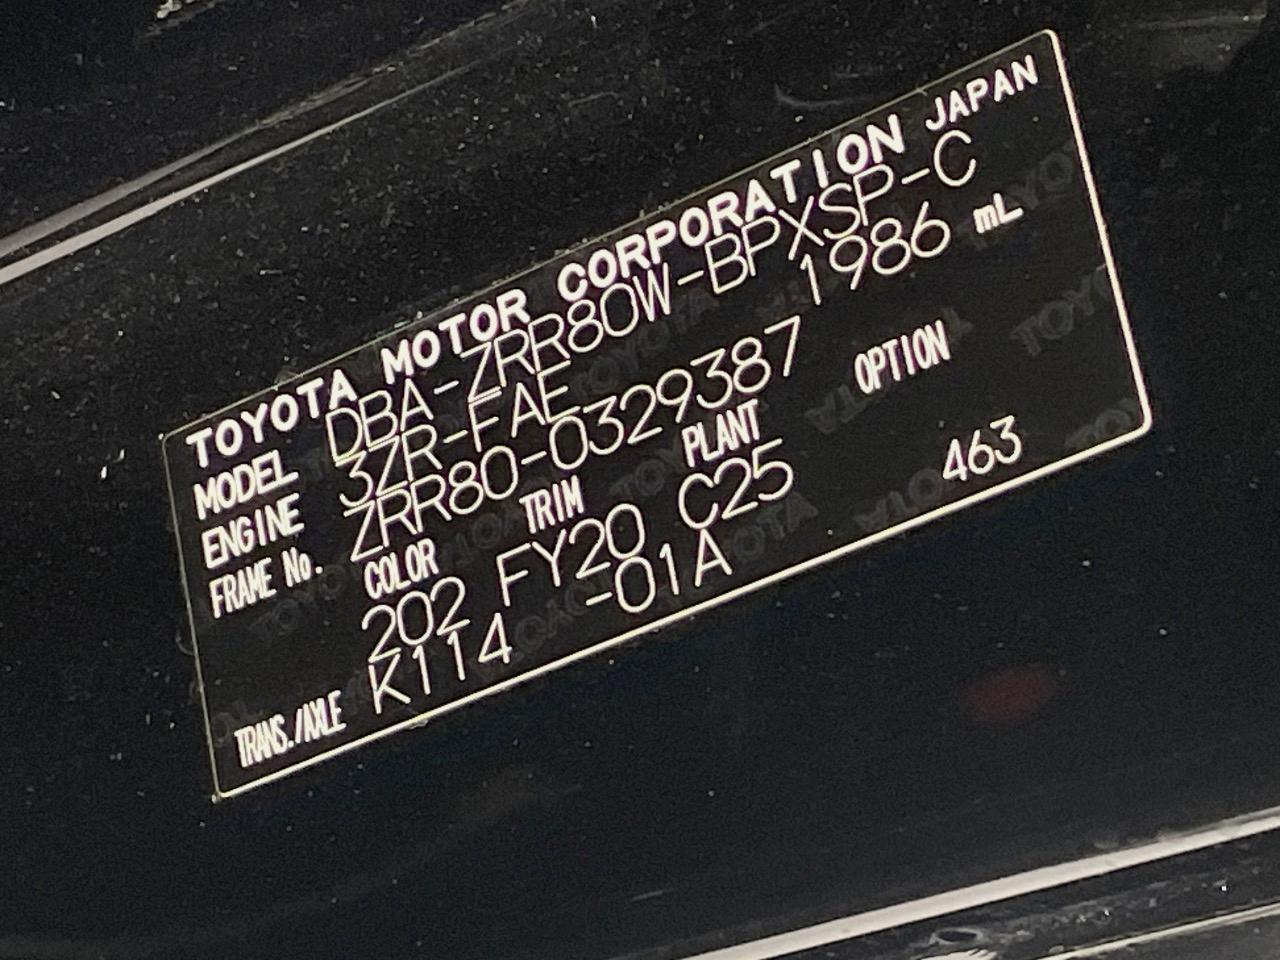 TOYOTA MOTOR CORPORATION JAPAN
MODEL DBA-ZRR80W-BPXSP-C
ENGINE 3ZR-FAE 1986 mL
FRAME No. ZRR80-0329387
COLOR TRIM PLANT OPTION
202 FY20 C25 463
TRANS./AXLE K114 -01A